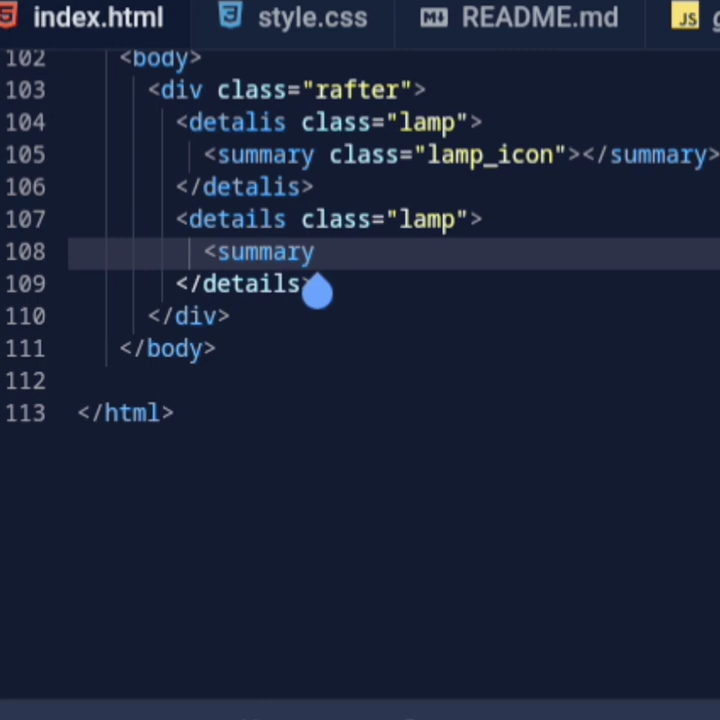 index.html style.css README.md JS
102 <body>
103 <div class="rafter">
104 <detalis class="lamp">
105 <summary class="lamp_icon"></summary>
106 </detalis>
107 <details class="lamp">
108 <summary
109 </details>
110 </div>
111 </body>
112
113 </html>